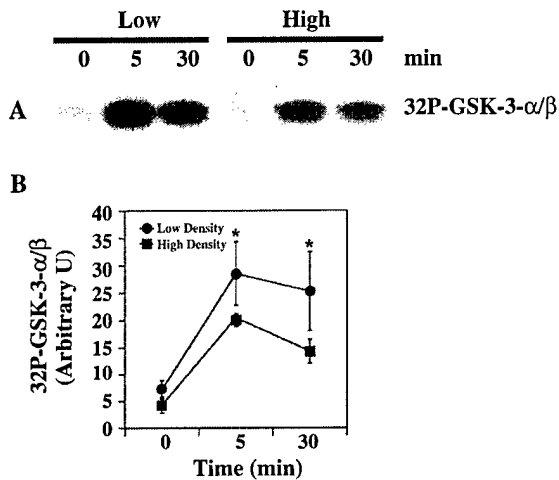 Low High
0 5 30 0 5 30 min
A 32P-GSK-3-α/β
B
32P-GSK-3-α/β
(Arbitrary U)
40
35
30
25
20
15
10
5
0
Low Density
High Density
* *
0 5 30
Time (min)